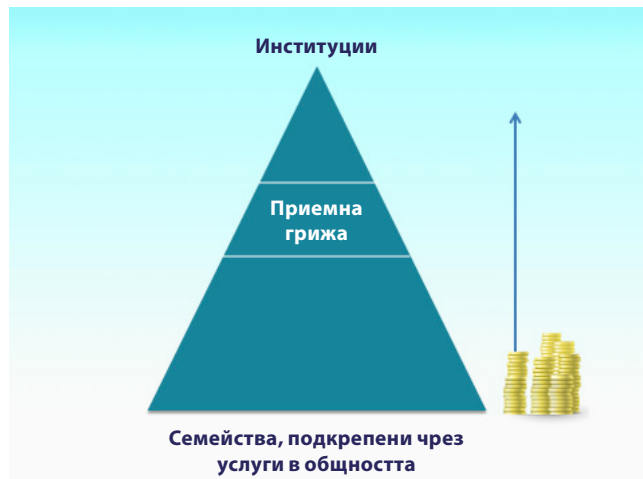 Институции
Приемна
грижа
Семейства, подкрепени чрез
услуги в общността